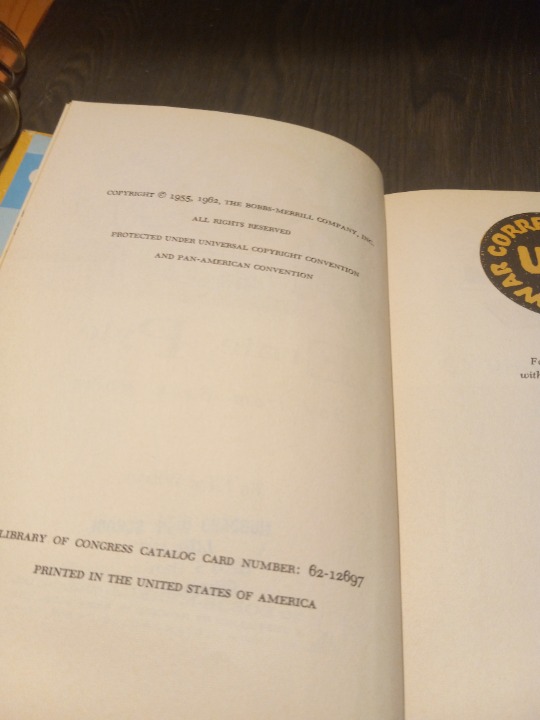 COPYRIGHT © 1955, 1962, THE BOBBS-MERRILL COMPANY, INC.
ALL RIGHTS RESERVED
PROTECTED UNDER UNIVERSAL COPYRIGHT CONVENTION
AND PAN-AMERICAN CONVENTION
LIBRARY OF CONGRESS CATALOG CARD NUMBER: 62-12697
PRINTED IN THE UNITED STATES OF AMERICA
WAR CORRE
U
F
with